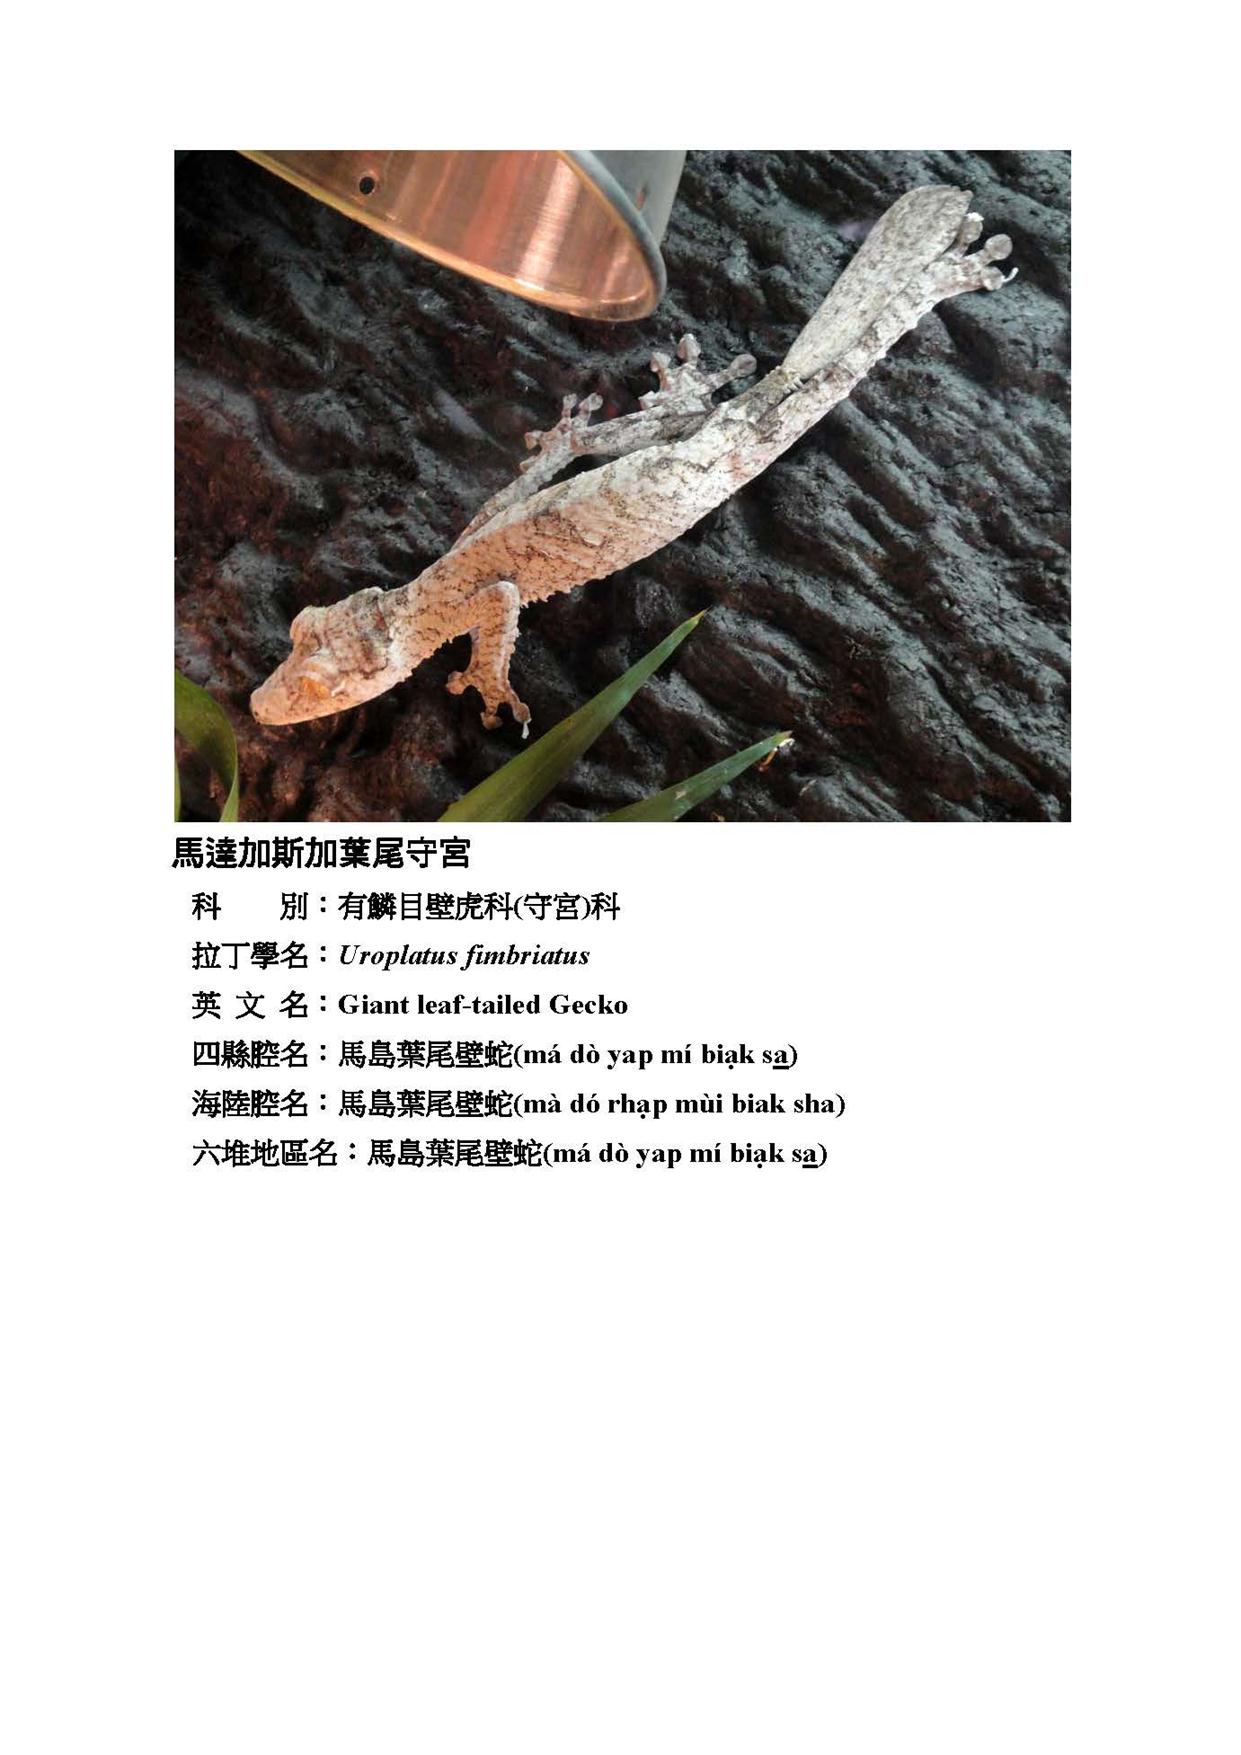 馬達加斯加葉尾守宮
科　　別：有鱗目壁虎科(守宮)科
拉丁學名：Uroplatus fimbriatus
英 文 名：Giant leaf-tailed Gecko
四縣腔名：馬島葉尾壁蛇(má dò yap mí biạk sa̲)
海陸腔名：馬島葉尾壁蛇(mà dó rhạp mùi biak sha)
六堆地區名：馬島葉尾壁蛇(má dò yap mí biạk sa̲)